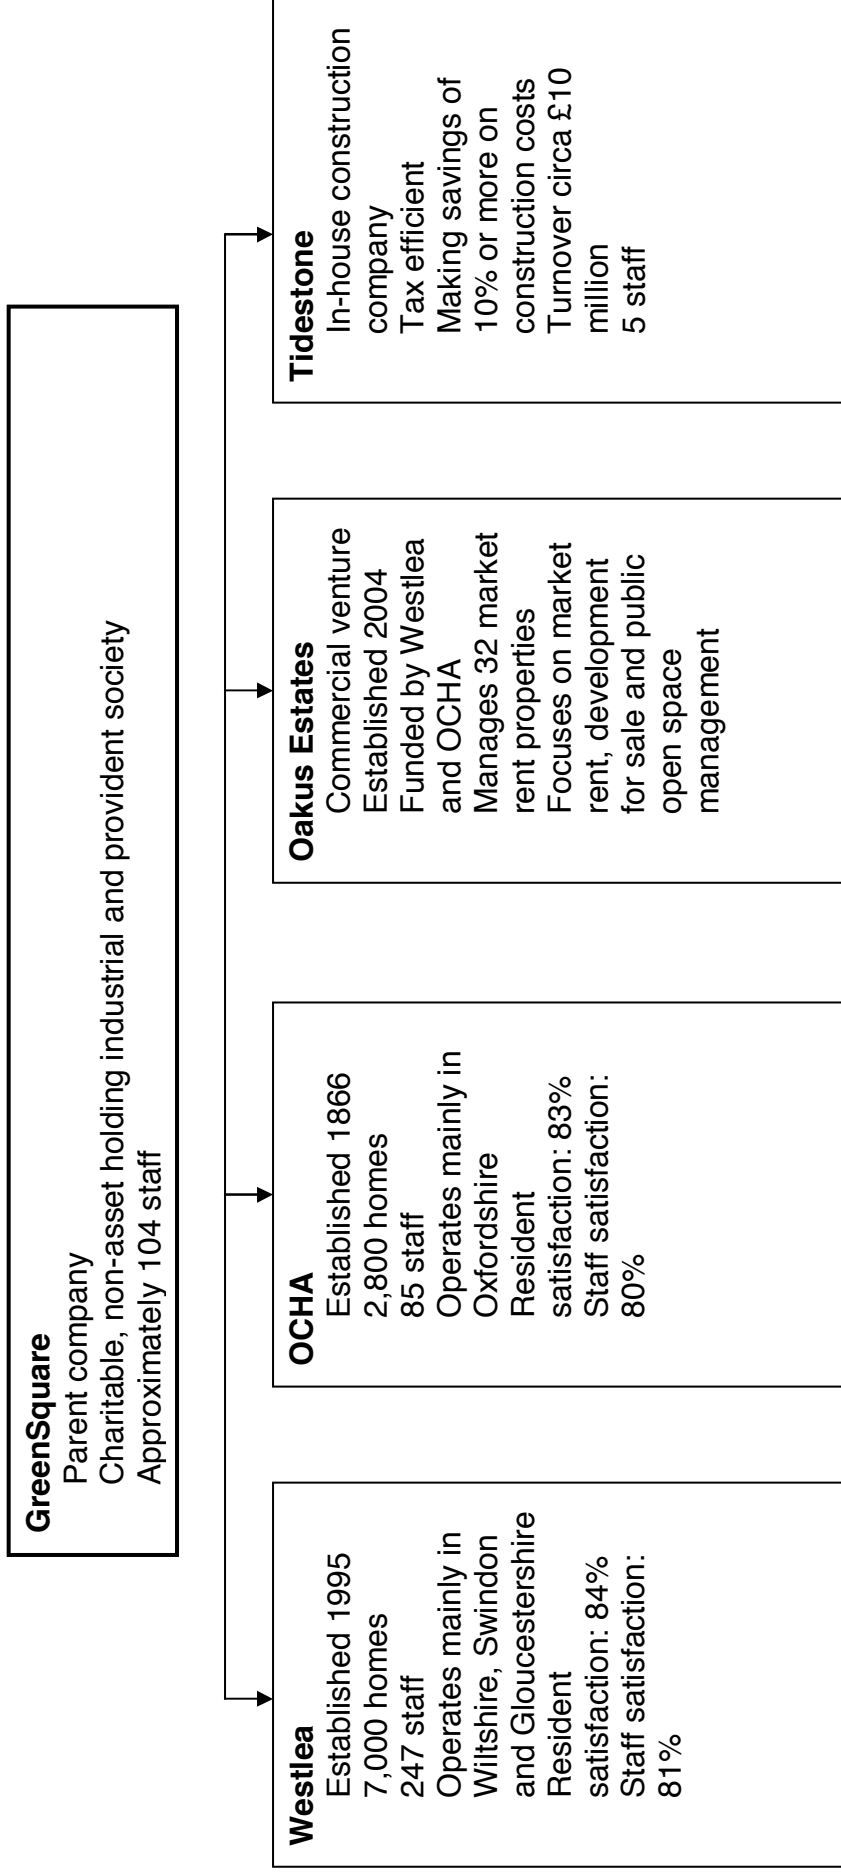 GreenSquare
Parent company
Charitable, non-asset holding industrial and provident society
Approximately 104 staff
Westlea
Established 1995
7,000 homes
247 staff
Operates mainly in
Wiltshire, Swindon
and Gloucestershire
Resident
satisfaction: 84%
Staff satisfaction:
81%
OCHA
Established 1866
2,800 homes
85 staff
Operates mainly in
Oxfordshire
Resident
satisfaction: 83%
Staff satisfaction:
80%
Oakus Estates
Commercial venture
Established 2004
Funded by Westlea
and OCHA
Manages 32 market
rent properties
Focuses on market
rent, development
for sale and public
open space
management
Tidestone
In-house construction
company
Tax efficient
Making savings of
10% or more on
construction costs
Turnover circa £10
million
5 staff